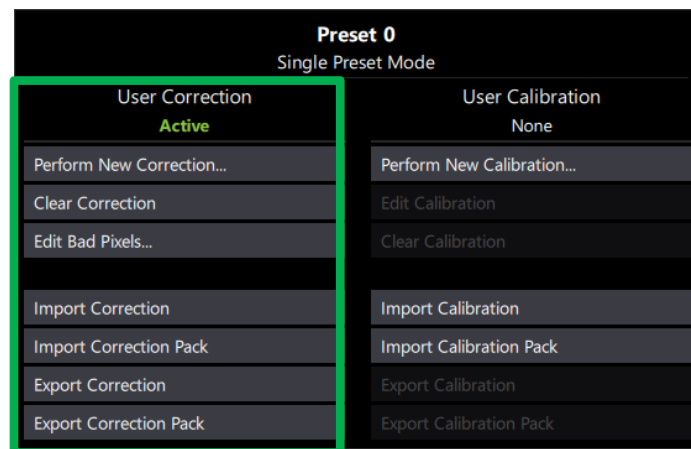 Preset 0
Single Preset Mode
User Correction
Active
Perform New Correction...
Clear Correction
Edit Bad Pixels...
Import Correction
Import Correction Pack
Export Correction
Export Correction Pack
User Calibration
None
Perform New Calibration...
Edit Calibration
Clear Calibration
Import Calibration
Import Calibration Pack
Export Calibration
Export Calibration Pack